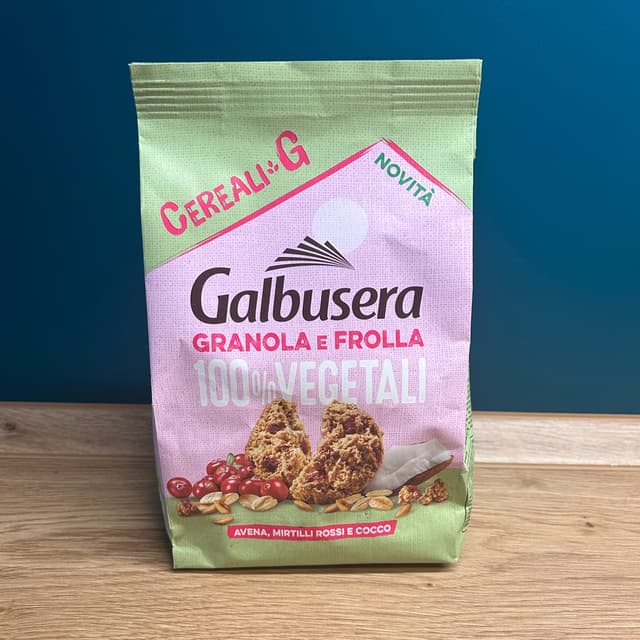 CEREALI G
NOVITÀ
Galbusera
GRANOLA E FROLLA
100% VEGETALI
AVENA, MIRTILLI ROSSI E COCCO